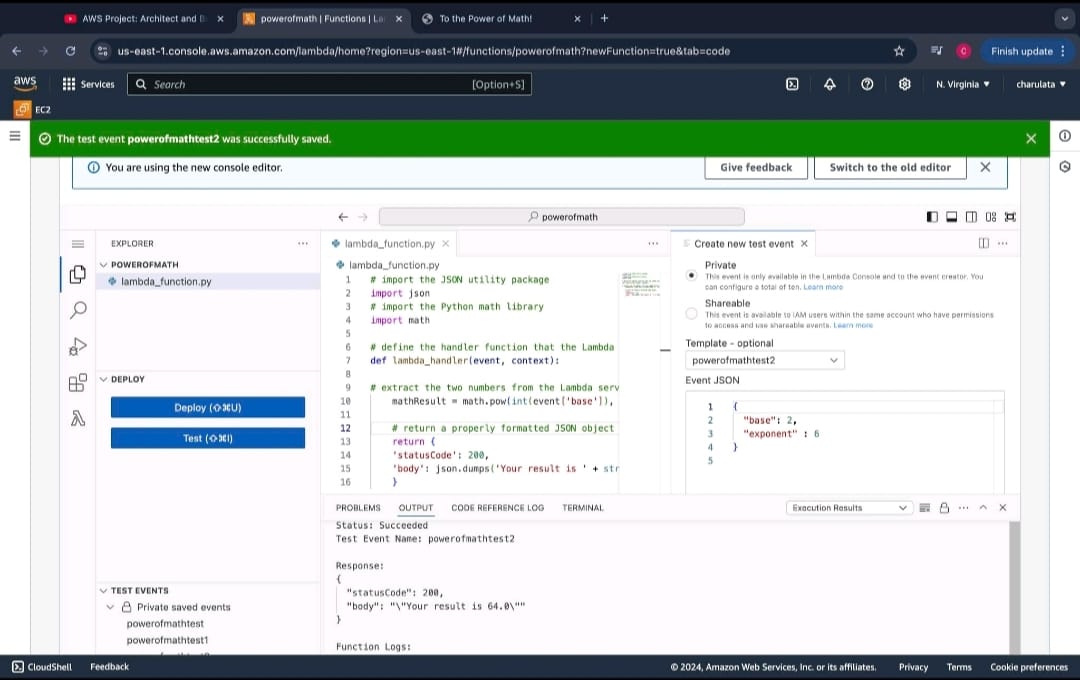 AWS Project: Architect and B
powerofmath | Functions | La
To the Power of Math!
us-east-1.console.aws.amazon.com/lambda/home?region=us-east-1#/functions/powerofmath?newFunction=true&tab=code
C
Finish update
aws
Services
Search
[Option+S]
N. Virginia
charulata
EC2
The test event powerofmathtest2 was successfully saved.
You are using the new console editor.
Give feedback
Switch to the old editor
powerofmath
EXPLORER
POWEROFMATH
lambda_function.py
DEPLOY
Deploy (⇧⌘U)
Test (⇧⌘I)
TEST EVENTS
Private saved events
powerofmathtest
powerofmathtest1
lambda_function.py
lambda_function.py
1 # import the JSON utility package
2 import json
3 # import the Python math library
4 import math
5
6 # define the handler function that the Lambda
7 def lambda_handler(event, context):
8
9 # extract the two numbers from the Lambda serv
10 mathResult = math.pow(int(event['base']),
11
12 # return a properly formatted JSON object
13 return {
14 'statusCode': 200,
15 'body': json.dumps('Your result is ' + str
16 }
Create new test event
Private
This event is only available in the Lambda Console and to the event creator. You
can configure a total of ten. Learn more
Shareable
This event is available to IAM users within the same account who have permissions
to access and use shareable events. Learn more
Template - optional
powerofmathtest2
Event JSON
1 {
2 "base": 2,
3 "exponent" : 6
4 }
5
PROBLEMS OUTPUT CODE REFERENCE LOG TERMINAL
Execution Results
Status: Succeeded
Test Event Name: powerofmathtest2
Response:
{
"statusCode": 200,
"body": "\"Your result is 64.0\""
}
Function Logs:
CloudShell
Feedback
© 2024, Amazon Web Services, Inc. or its affiliates.
Privacy
Terms
Cookie preferences